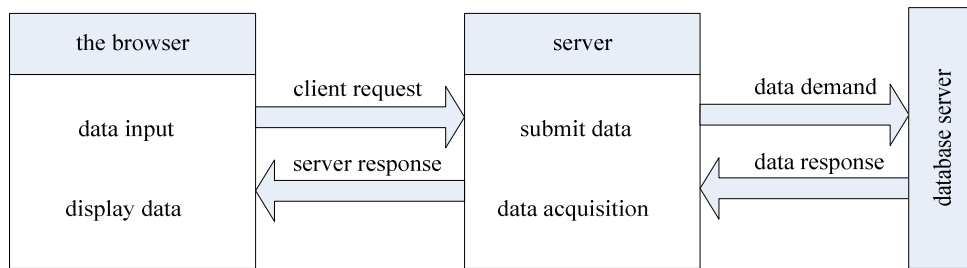 the browser
data input
display data
client request
server response
server
submit data
data acquisition
data demand
data response
database server